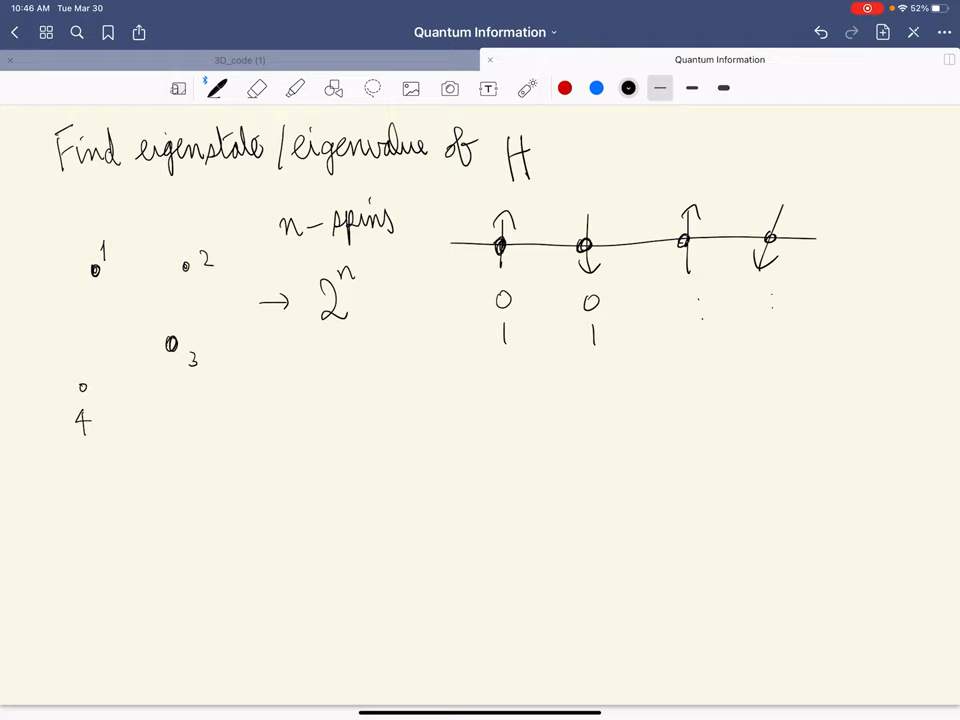 10:46 AM Tue Mar 30
52%
Quantum Information
3D_code (1)
Quantum Information
T
Find eigenstate/eigenvalue of H
n-spins
1
2
→ 2^n
0 0 : :
1 1
3
4